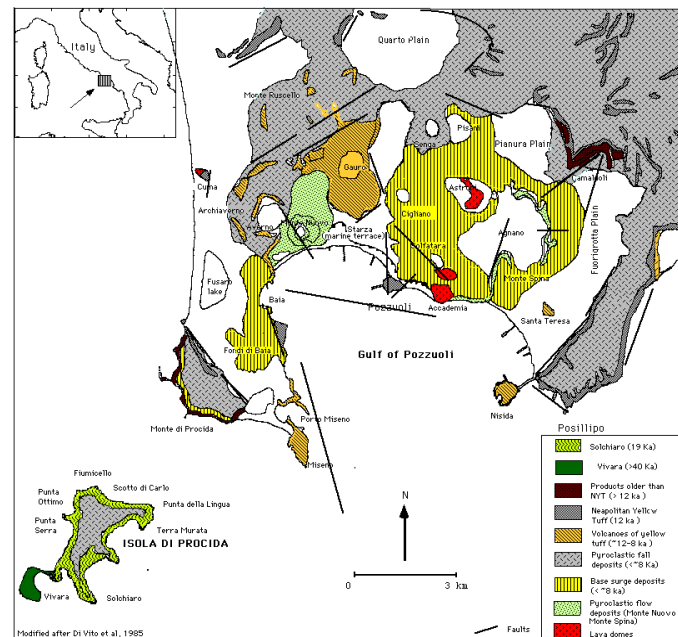 Italy
Quarto Plain
Monte Ruscello
Pisani
Senga
Pianura Plain
Gauro
Camaldoli
Cuma
Astroni
Archiaverno
Cigliano
Monte Nuovo
Starza
(marine terrace)
Agnano
Fuorigrotta Plain
Solfatara
Fusaro
lake
Monte Spina
Baia
Pozzuoli
Accademia
Santa Teresa
Fondi di Baia
Gulf of Pozzuoli
Nisida
Porto Miseno
Monte di Procida
Miseno
Posillipo
Solchiaro (19 Ka)
Vivara (>40 Ka)
Products older than
NYT (> 12 ka )
Neapolitan Yellow
Tuff (12 ka )
Volcanoes of yellow
tuff (~12-8 ka )
Pyroclastic fall
deposits (<~8 Ka)
Base surge deposits
(< ~8 ka)
Pyroclastic flow
deposits (Monte Nuovo
Monte Spina)
Lava domes
Faults
N
0 3 km
Fiumicello
Scotto di Carlo
Punta
Ottimo
Punta della Lingua
Punta
Serra
Terra Murata
ISOLA DI PROCIDA
Vivara
Solchiaro
Modified after Di Vito et al, 1985